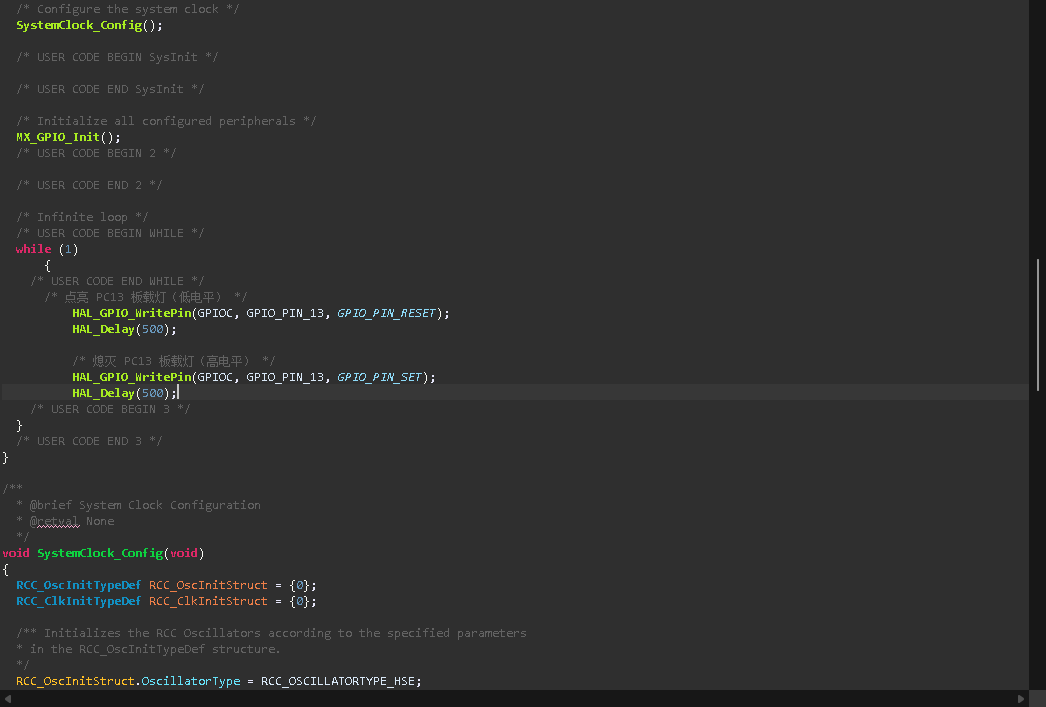 /* Configure the system clock */
SystemClock_Config();
/* USER CODE BEGIN SysInit */
/* USER CODE END SysInit */
/* Initialize all configured peripherals */
MX_GPIO_Init();
/* USER CODE BEGIN 2 */
/* USER CODE END 2 */
/* Infinite loop */
/* USER CODE BEGIN WHILE */
while (1)
{
/* USER CODE END WHILE */
/* 点亮 PC13 板载灯（低电平） */
HAL_GPIO_WritePin(GPIOC, GPIO_PIN_13, GPIO_PIN_RESET);
HAL_Delay(500);
/* 熄灭 PC13 板载灯（高电平） */
HAL_GPIO_WritePin(GPIOC, GPIO_PIN_13, GPIO_PIN_SET);
HAL_Delay(500);
/* USER CODE BEGIN 3 */
}
/* USER CODE END 3 */
}
/**
* @brief System Clock Configuration
* @retval None
*/
void SystemClock_Config(void)
{
RCC_OscInitTypeDef RCC_OscInitStruct = {0};
RCC_ClkInitTypeDef RCC_ClkInitStruct = {0};
/** Initializes the RCC Oscillators according to the specified parameters
* in the RCC_OscInitTypeDef structure.
*/
RCC_OscInitStruct.OscillatorType = RCC_OSCILLATORTYPE_HSE;